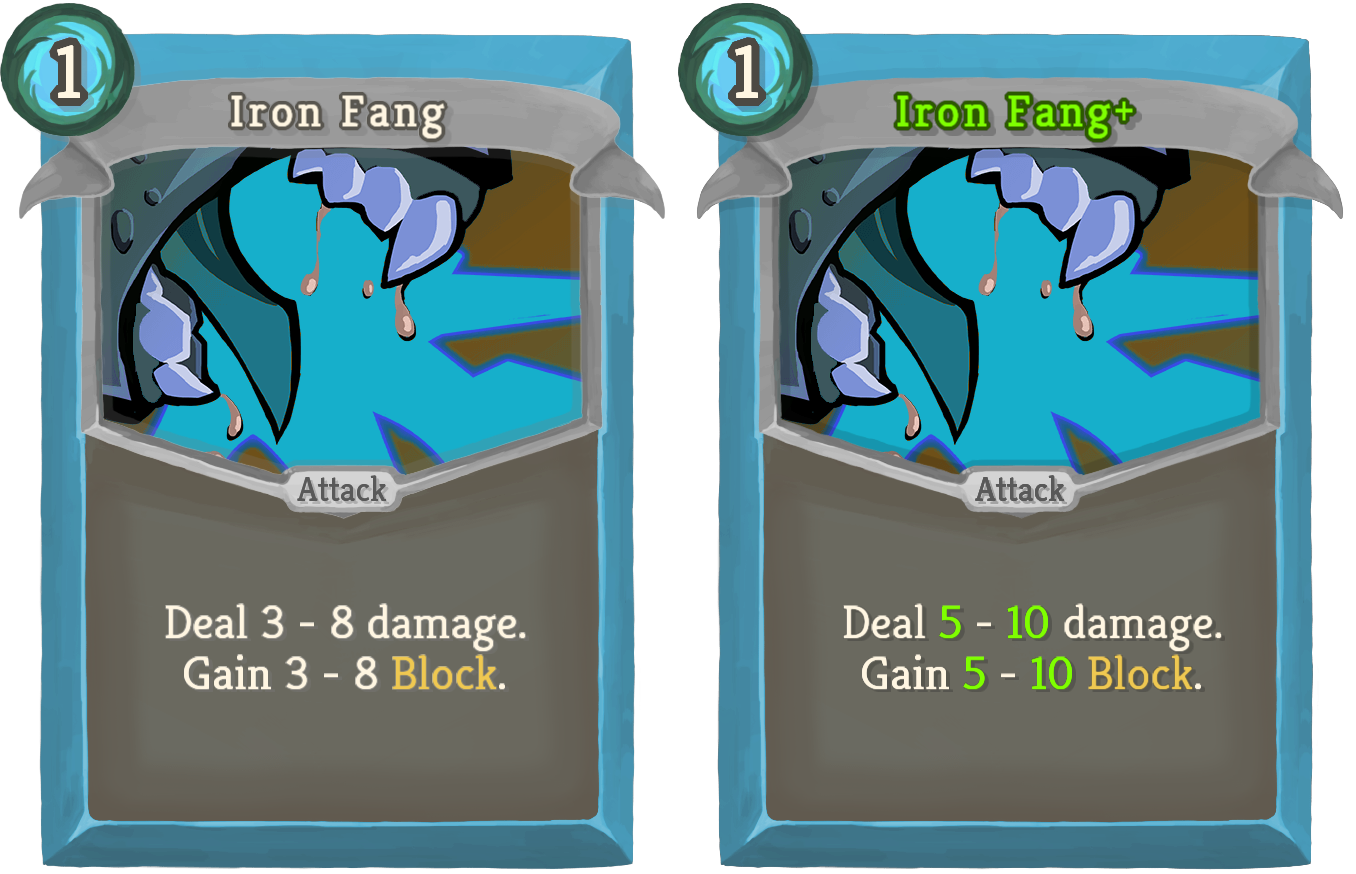 1
Iron Fang
Attack
Deal 3 - 8 damage.
Gain 3 - 8 Block.
1
Iron Fang+
Attack
Deal 5 - 10 damage.
Gain 5 - 10 Block.